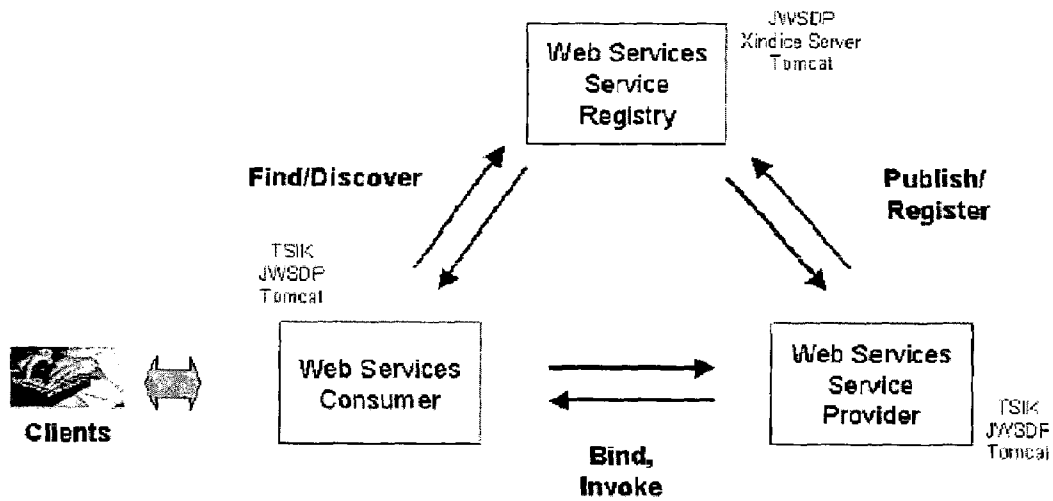 JWSDP
Xindice Server
Tomcat
Web Services
Service
Registry
Find/Discover
Publish/
Register
TSIK
JWSDP
Tomcat
Web Services
Consumer
Web Services
Service
Provider
TSIK
JWSDP
Tomcat
Clients
Bind,
Invoke